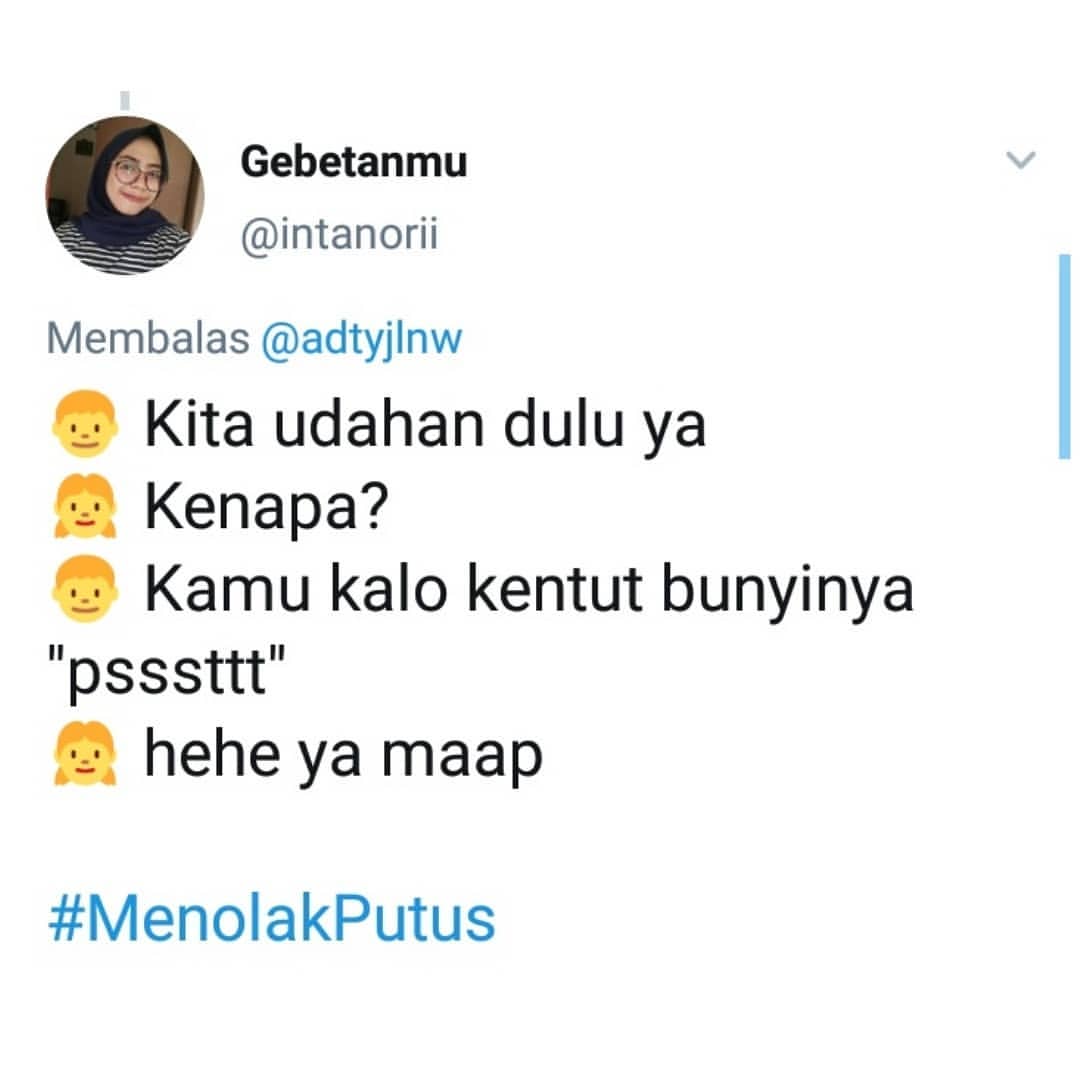 Gebetanmu
@intanorii
Membalas @adtyjlnw
👦 Kita udahan dulu ya
👧 Kenapa?
👦 Kamu kalo kentut bunyinya
"psssttt"
👧 hehe ya maap
#MenolakPutus